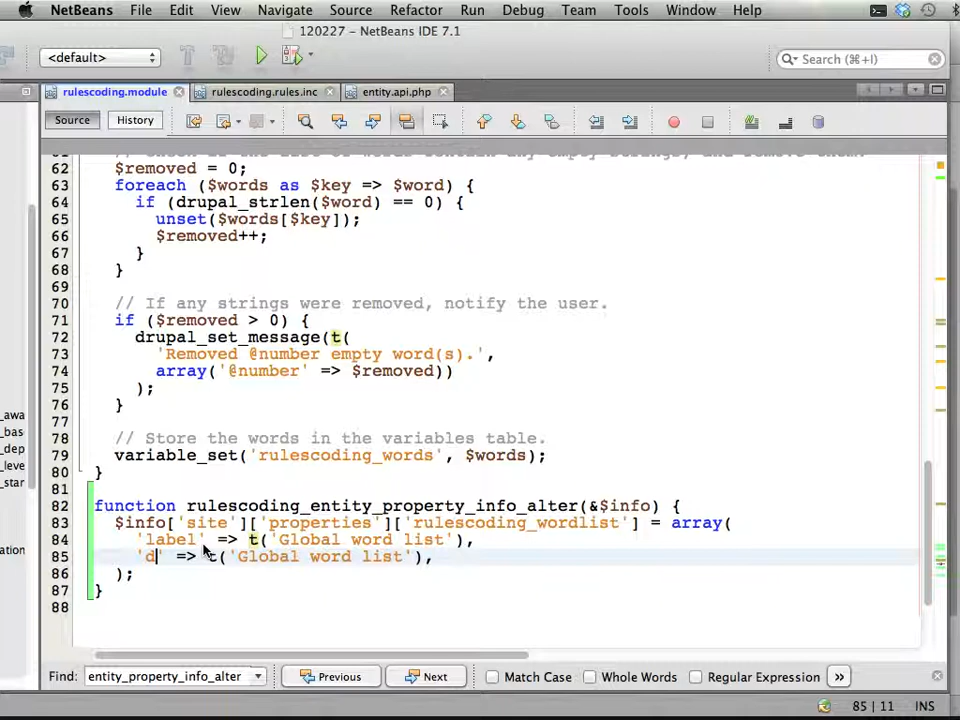 NetBeans File Edit View Navigate Source Refactor Run Debug Team Tools Window Help
120227 - NetBeans IDE 7.1
<default> Search (⌘+I)
rulescoding.module rulescoding.rules.inc entity.api.php
Source History
62 $removed = 0;
63 foreach ($words as $key => $word) {
64 if (drupal_strlen($word) == 0) {
65 unset($words[$key]);
66 $removed++;
67 }
68 }
69
70 // If any strings were removed, notify the user.
71 if ($removed > 0) {
72 drupal_set_message(t(
73 'Removed @number empty word(s).',
74 array('@number' => $removed))
75 );
76 }
77
78 // Store the words in the variables table.
79 variable_set('rulescoding_words', $words);
80 }
81
82 function rulescoding_entity_property_info_alter(&$info) {
83 $info['site']['properties']['rulescoding_wordlist'] = array(
84 'label' => t('Global word list'),
85 'd' => t('Global word list'),
86 );
87 }
88
_awa
_bas
_dep
_leve
_star
ation
Find: entity_property_info_alter Previous Next Match Case Whole Words Regular Expression »
85 | 11 INS